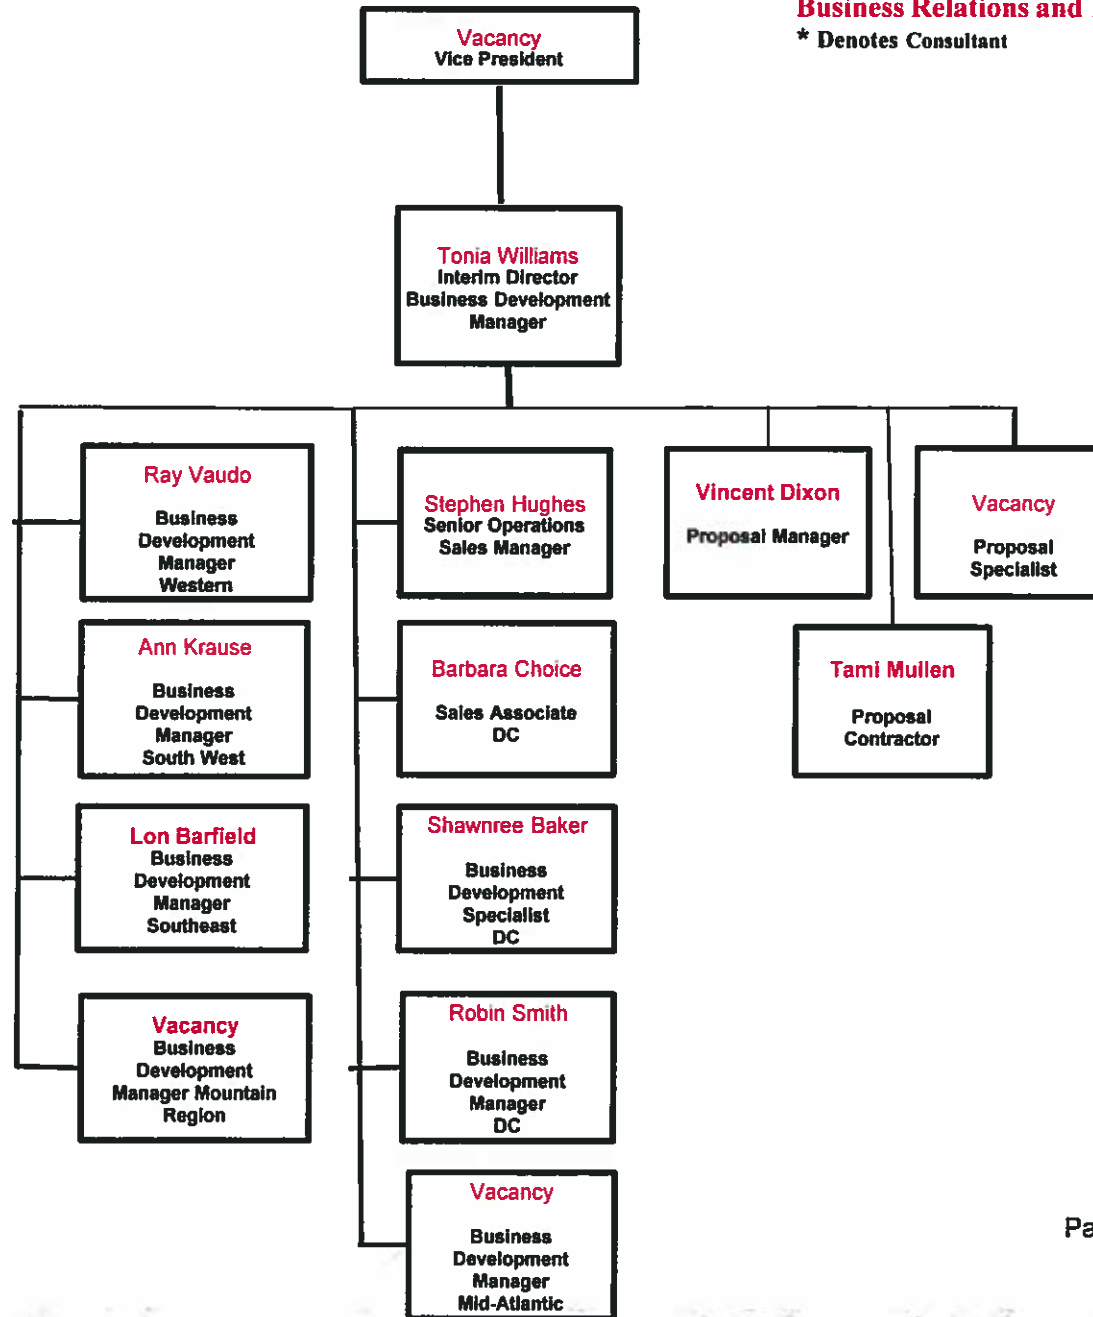 Business Relations and
* Denotes Consultant
Vacancy
Vice President
Tonia Williams
Interim Director
Business Development
Manager
Ray Vaudo
Business
Development
Manager
Western
Stephen Hughes
Senior Operations
Sales Manager
Vincent Dixon
Proposal Manager
Vacancy
Proposal
Specialist
Ann Krause
Business
Development
Manager
South West
Barbara Choice
Sales Associate
DC
Tami Mullen
Proposal
Contractor
Lon Barfield
Business
Development
Manager
Southeast
Shawnree Baker
Business
Development
Specialist
DC
Vacancy
Business
Development
Manager Mountain
Region
Robin Smith
Business
Development
Manager
DC
Vacancy
Business
Development
Manager
Mid-Atlantic
Pa